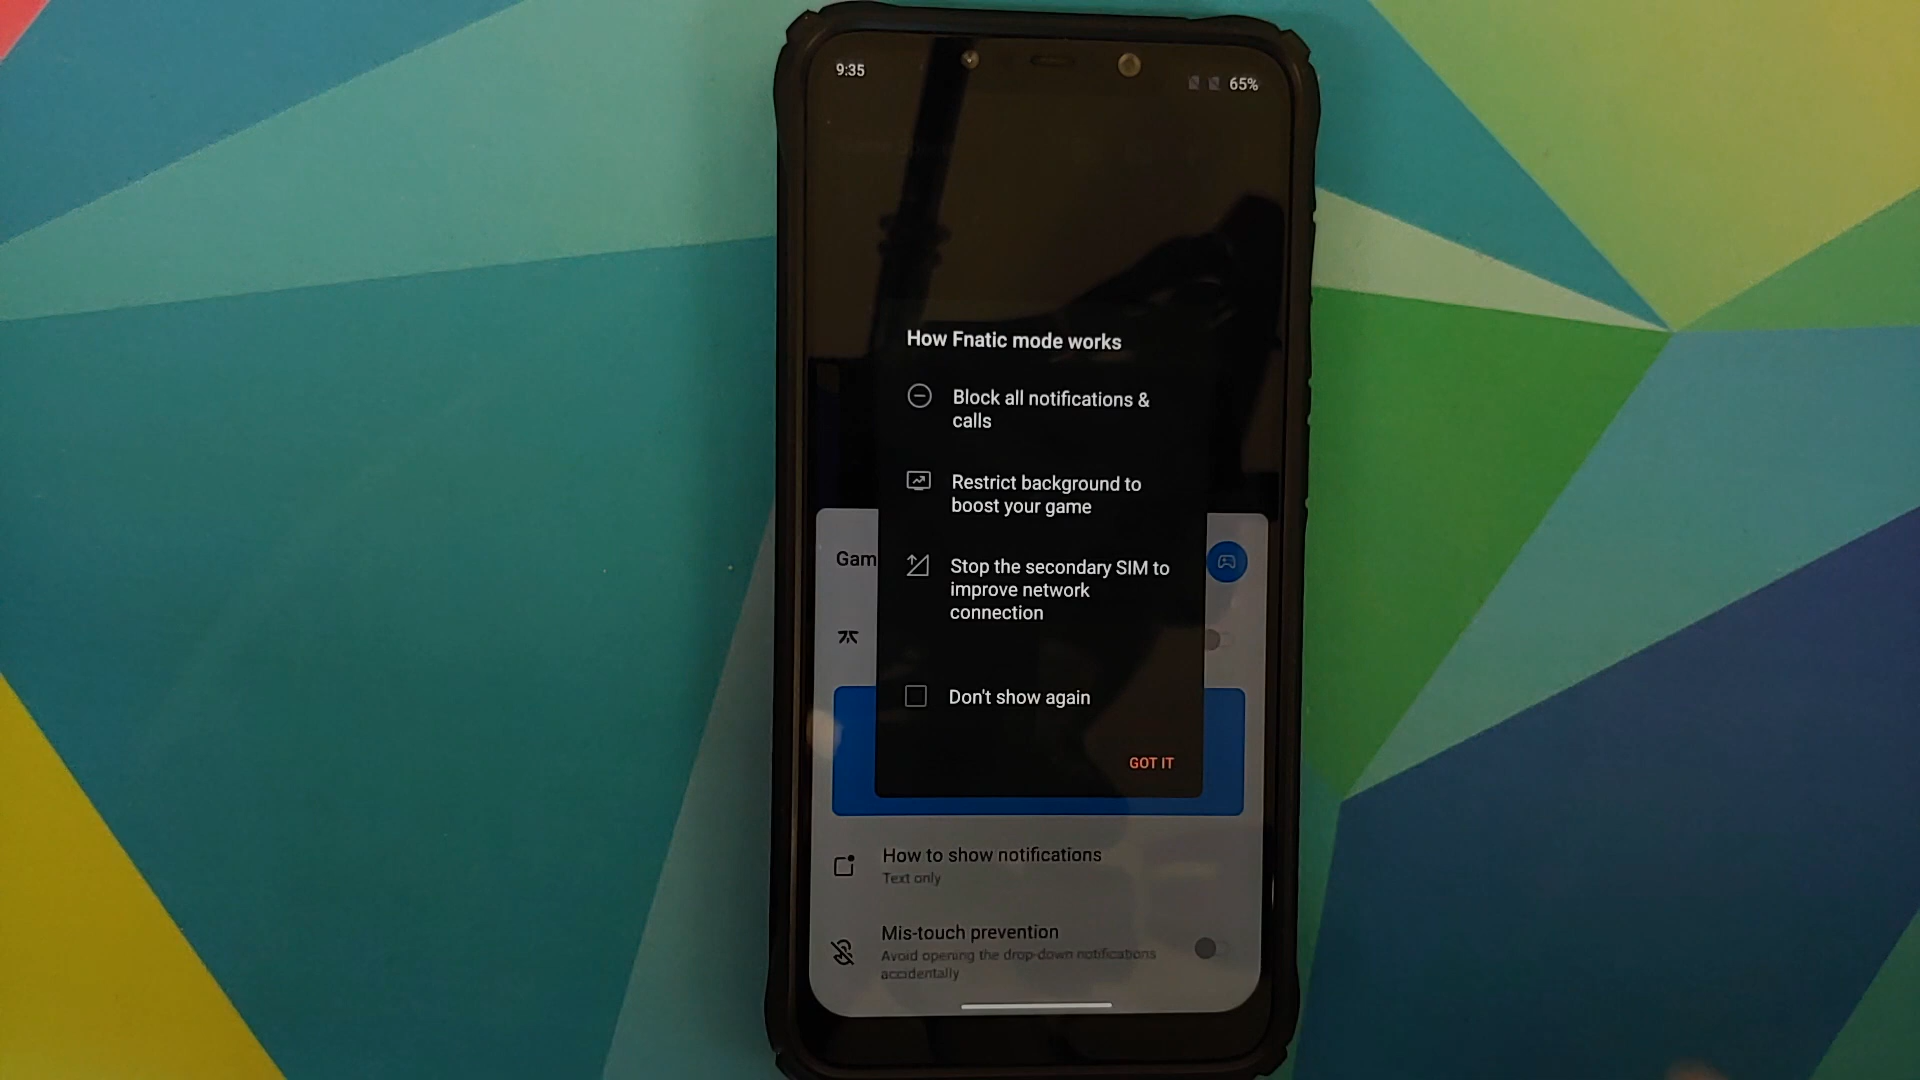 9:35
65%
How Fnatic mode works
Block all notifications &
calls
Restrict background to
boost your game
Gam
Stop the secondary SIM to
improve network
connection
Don't show again
GOT IT
How to show notifications
Text only
Mis-touch prevention
Avoid opening the drop-down notifications
accidentally